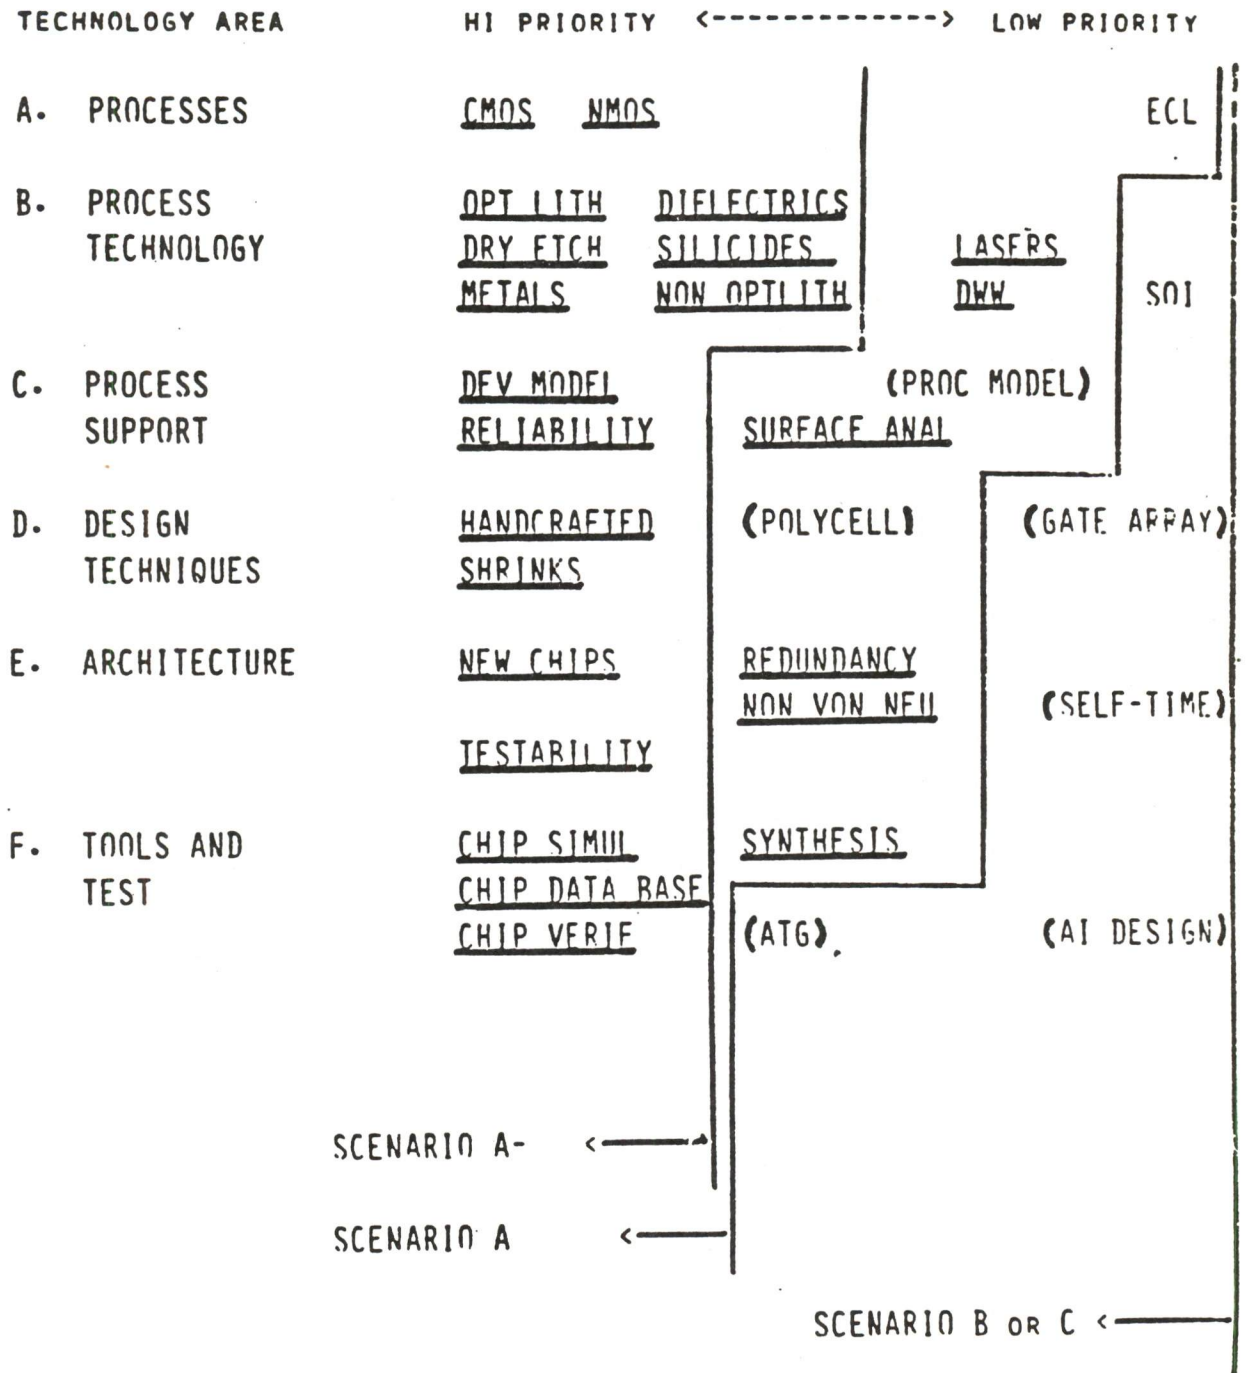 TECHNOLOGY AREA HI PRIORITY <-------------> LOW PRIORITY
A. PROCESSES CMOS NMOS ECL
B. PROCESS OPT LITH DIELECTRICS
TECHNOLOGY DRY ETCH SILICIDES LASERS
METALS NON OPTLITH DWW SOI
C. PROCESS DEV MODEL (PROC MODEL)
SUPPORT RELIABILITY SURFACE ANAL
D. DESIGN HANDCRAFTED (POLYCELL) (GATE ARRAY)
TECHNIQUES SHRINKS
E. ARCHITECTURE NEW CHIPS REDUNDANCY
NON VON NEU (SELF-TIME)
TESTABILITY
F. TOOLS AND CHIP SIMUL SYNTHESIS
TEST CHIP DATA BASE
CHIP VERIF (ATG) (AI DESIGN)
SCENARIO A-
SCENARIO A
SCENARIO B OR C